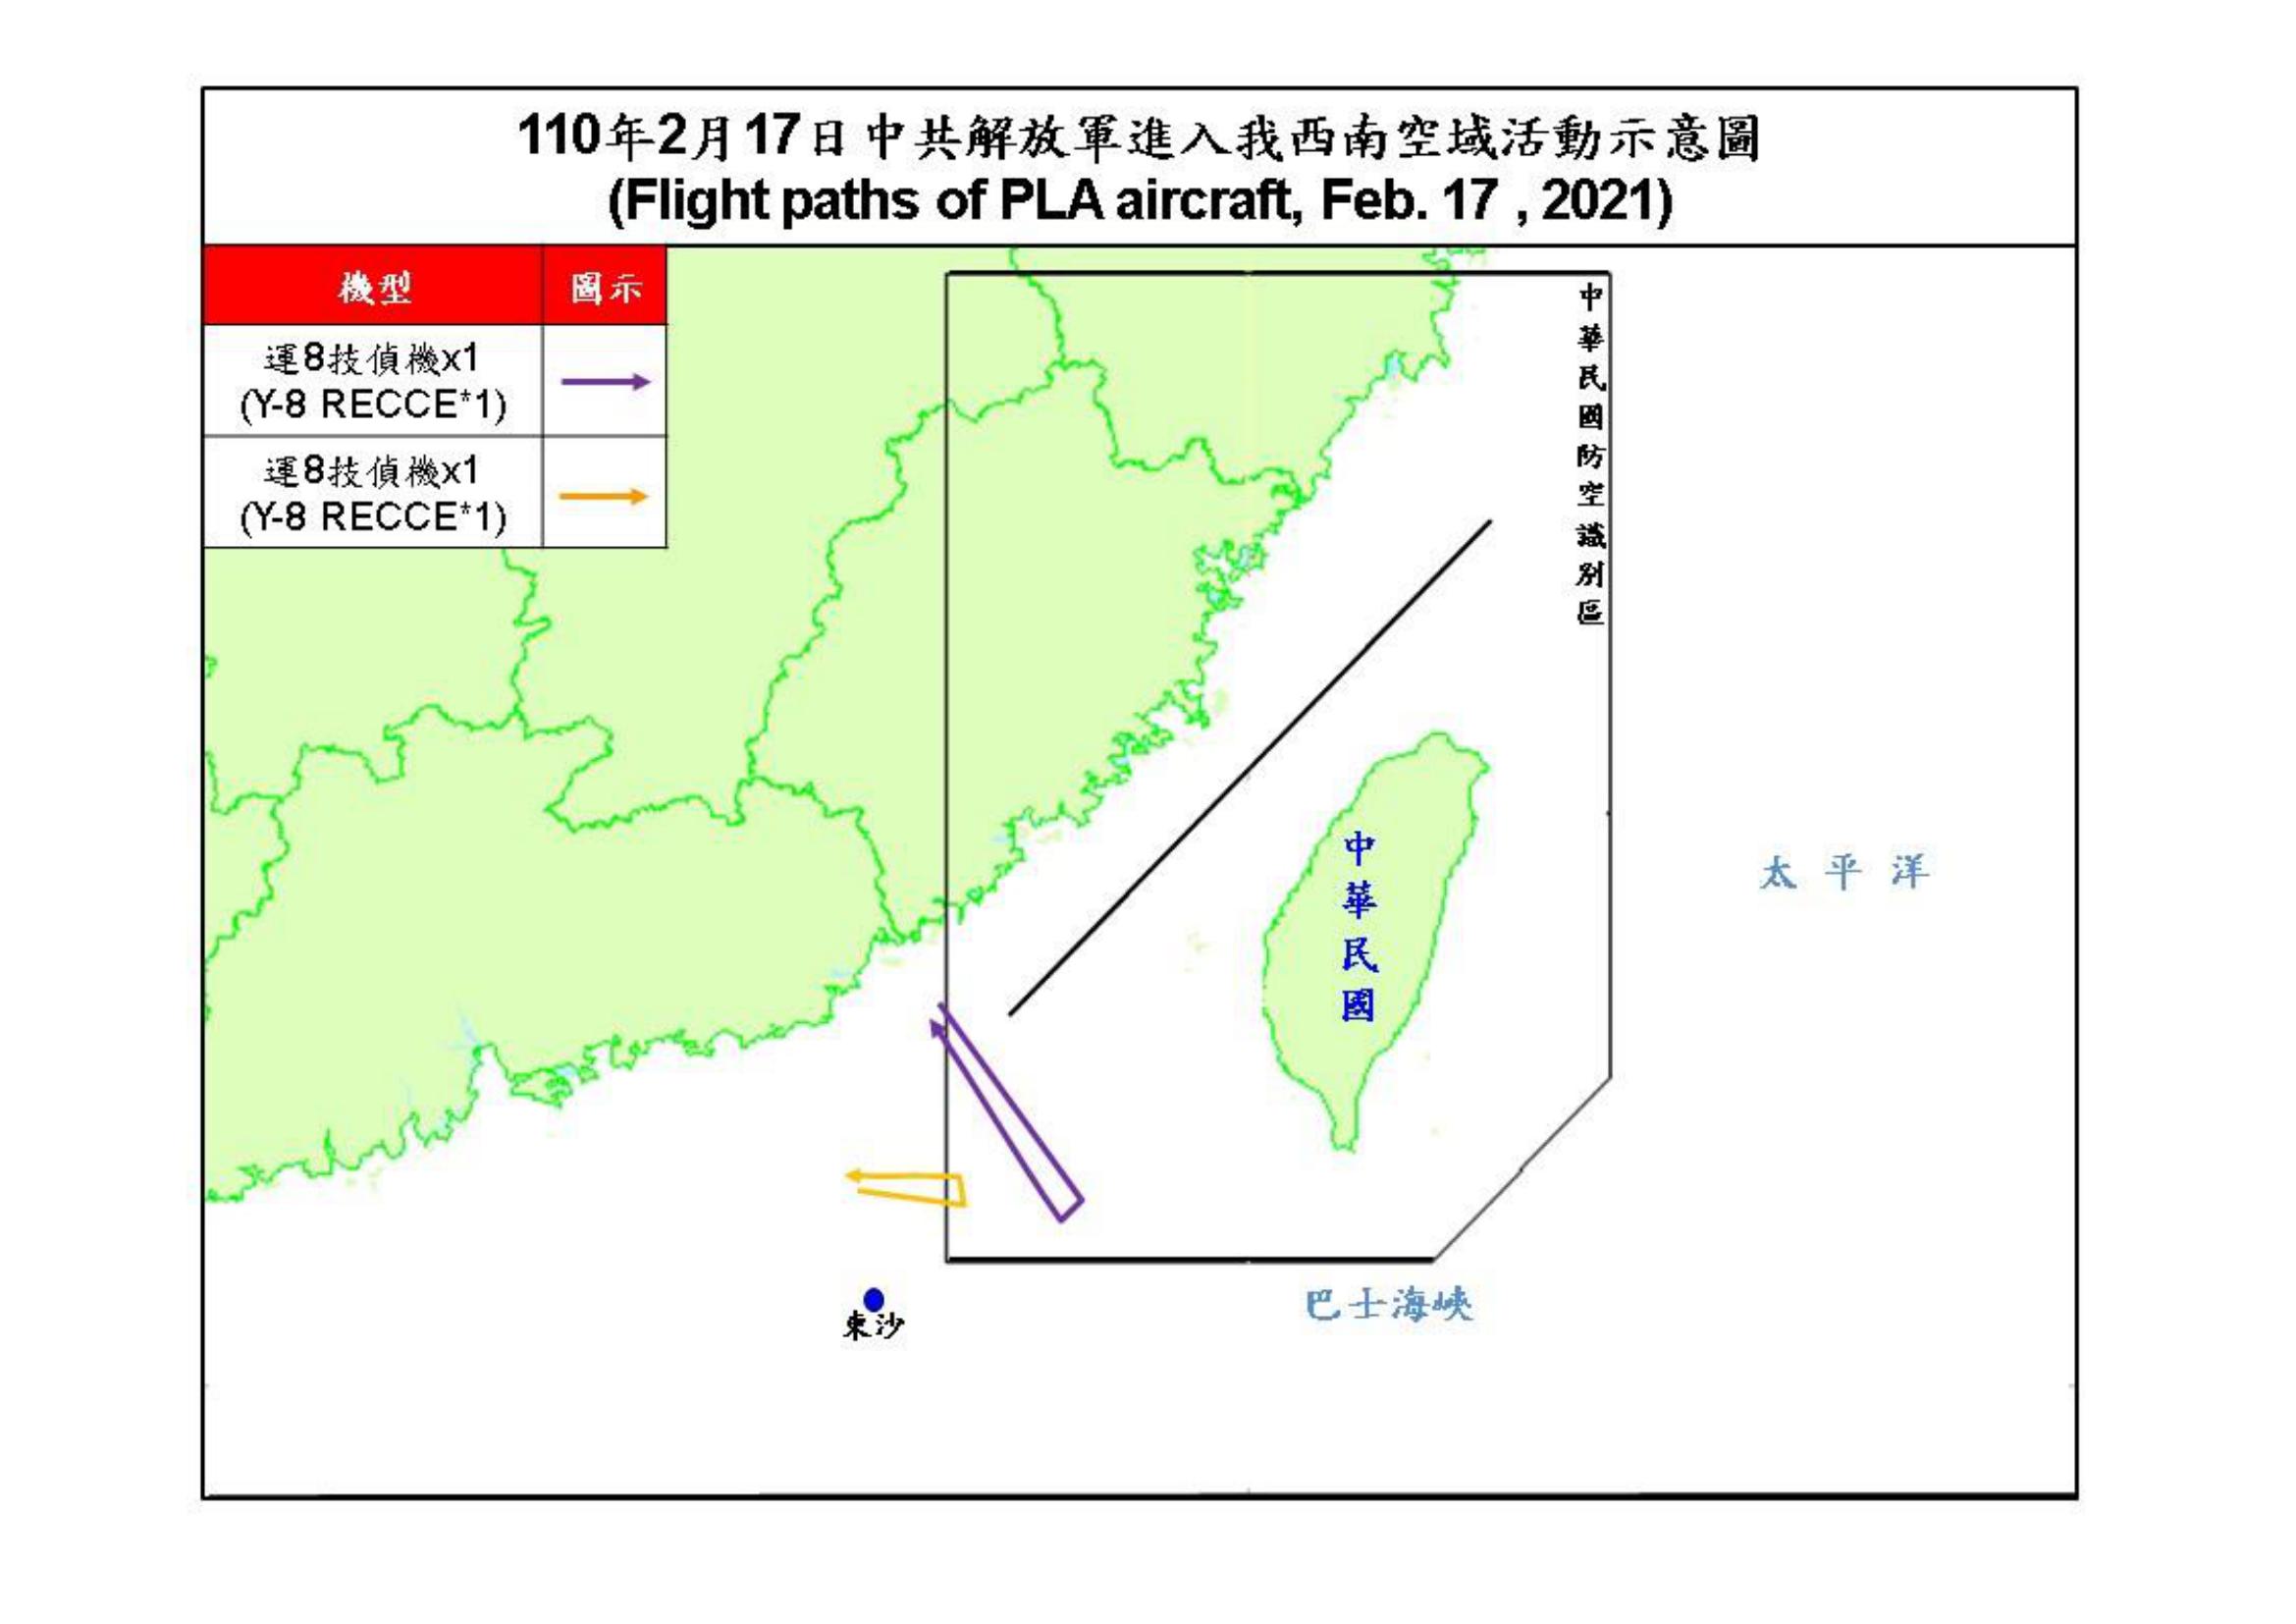 110年2月17日中共解放軍進入我西南空域活動示意圖
(Flight paths of PLA aircraft, Feb. 17 , 2021)
機型 圖示
運8技偵機x1
(Y-8 RECCE*1)
運8技偵機x1
(Y-8 RECCE*1)
中華民國防空識別區
中華民國
太平洋
巴士海峽
東沙